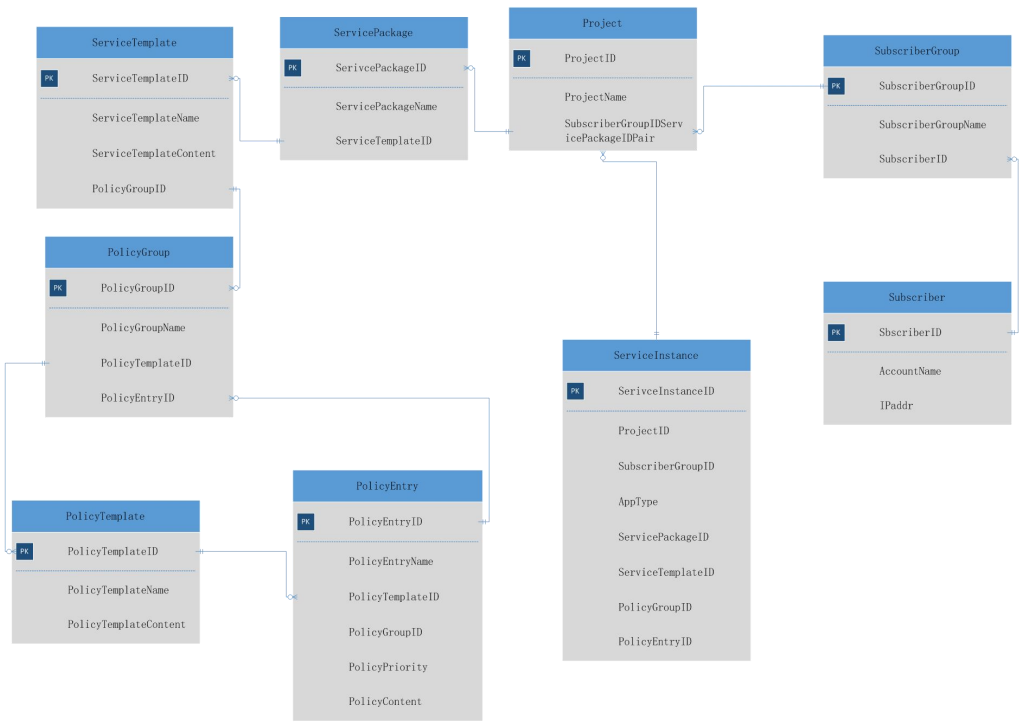 ServiceTemplate
PK
ServiceTemplateID
ServiceTemplateName
ServiceTemplateContent
PolicyGroupID
ServicePackage
PK
SerivcePackageID
ServicePackageName
ServiceTemplateID
Project
PK
ProjectID
ProjectName
SubscriberGroupIDServ
icePackageIDPair
SubscriberGroup
PK
SubscriberGroupID
SubscriberGroupName
SubscriberID
PolicyGroup
PK
PolicyGroupID
PolicyGroupName
PolicyTemplateID
PolicyEntryID
Subscriber
PK
SbscriberID
AccountName
IPaddr
ServiceInstance
PK
SerivceInstanceID
ProjectID
SubscriberGroupID
AppType
ServicePackageID
ServiceTemplateID
PolicyGroupID
PolicyEntryID
PolicyTemplate
PK
PolicyTemplateID
PolicyTemplateName
PolicyTemplateContent
PolicyEntry
PK
PolicyEntryID
PolicyEntryName
PolicyTemplateID
PolicyGroupID
PolicyPriority
PolicyContent